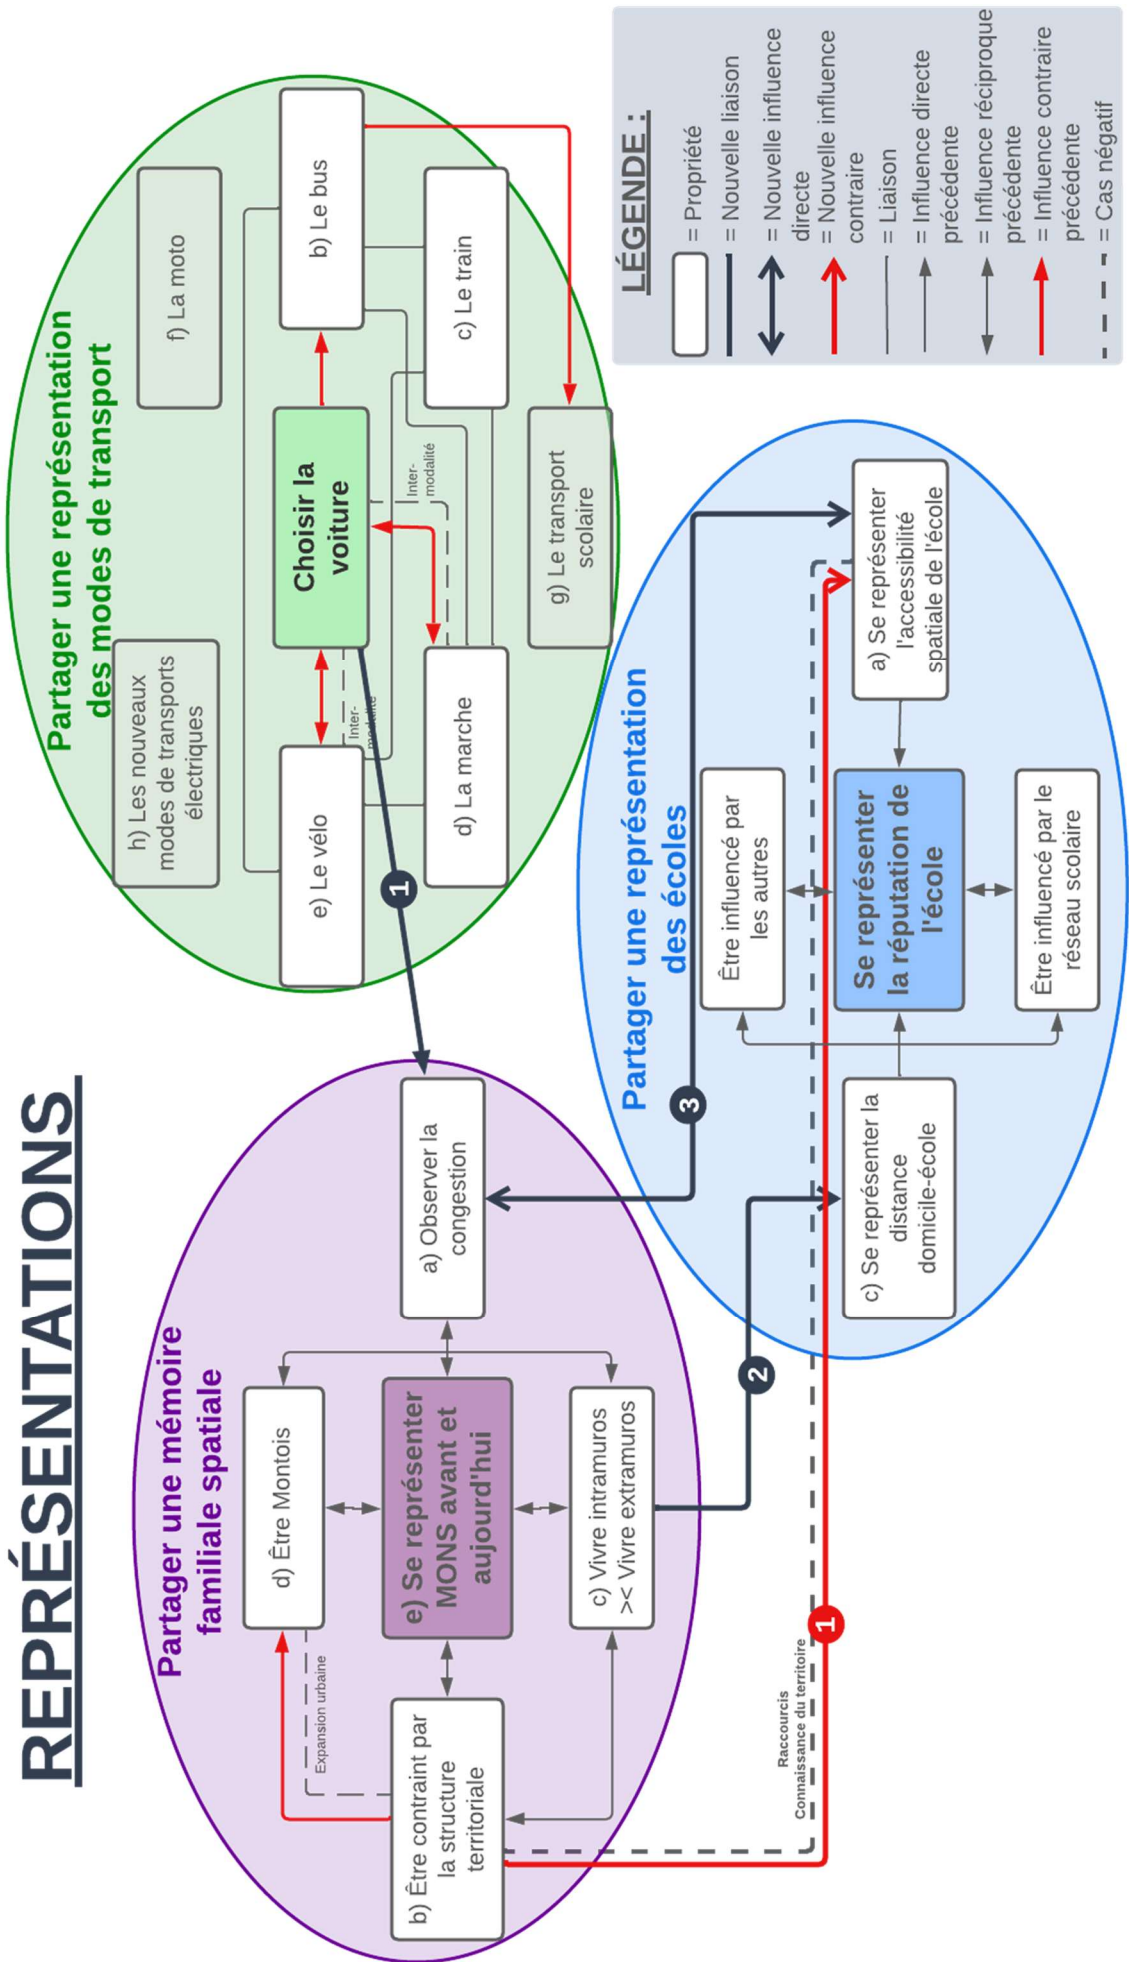 REPRÉSENTATIONS
Partager une mémoire
familiale spatiale
d) Être Montois
Expansion urbaine
e) Se représenter
MONS avant et
aujourd'hui
b) Être contraint par
la structure
territoriale
c) Vivre intramuros
>< Vivre extramuros
a) Observer la
congestion
Partager une représentation
des modes de transport
h) Les nouveaux
modes de transports
électriques
f) La moto
e) Le vélo
Choisir la
voiture
b) Le bus
Inter-
modalité
Inter-
modalité
d) La marche
c) Le train
g) Le transport
scolaire
1
2
3
1
Raccourcis
Connaissance du territoire
Partager une représentation
des écoles
Être influencé par
les autres
c) Se représenter la
distance
domicile-école
Se représenter
la réputation de
l'école
a) Se représenter
l'accessibilité
spatiale de l'école
Être influencé par le
réseau scolaire
LÉGENDE :
= Propriété
= Nouvelle liaison
= Nouvelle influence
directe
= Nouvelle influence
contraire
= Liaison
= Influence directe
précédente
= Influence réciproque
précédente
= Influence contraire
précédente
= Cas négatif